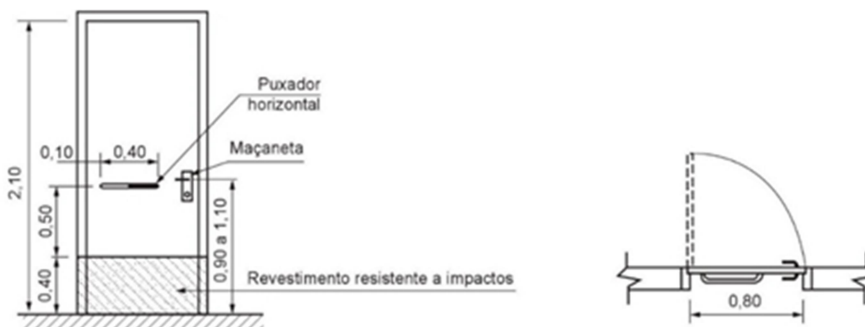 Puxador
horizontal
0,10
0,40
Maçaneta
2,10
0,50
0,90 a 1,10
0,40
Revestimento resistente a impactos
0,80